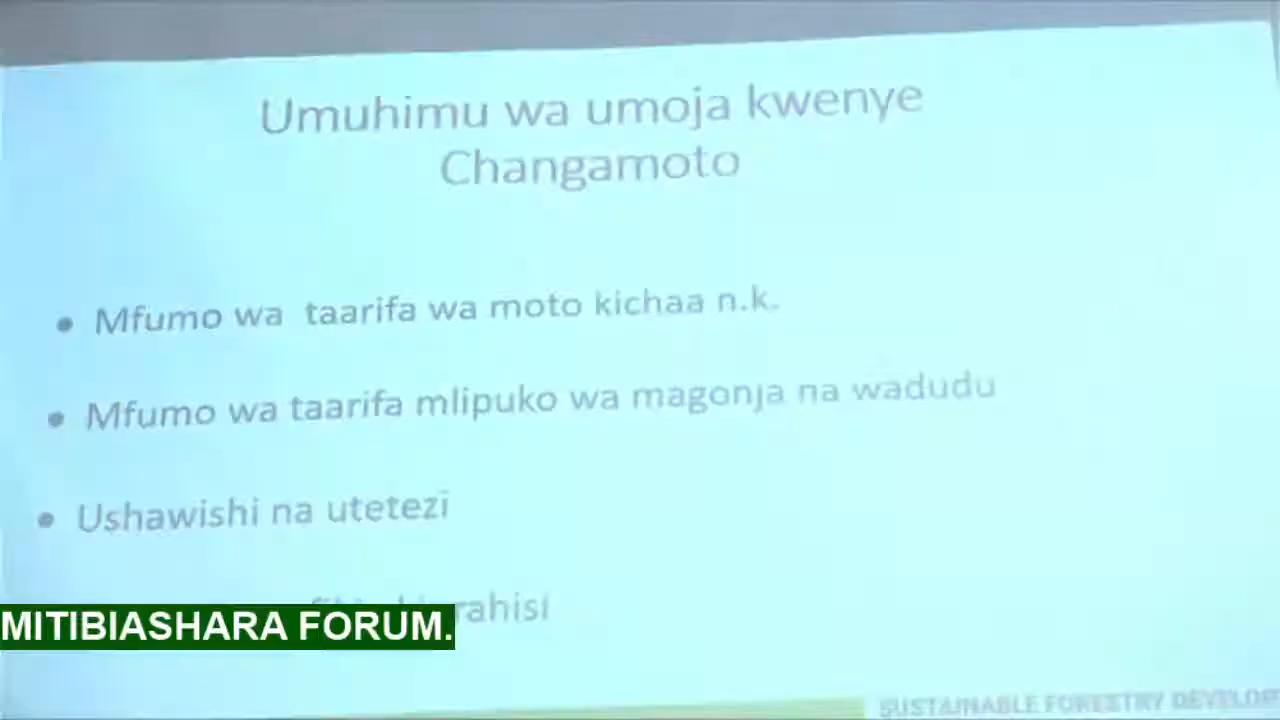 Umuhimu wa umoja kwenye
Changamoto
• Mfumo wa taarifa wa moto kichaa n.k.
• Mfumo wa taarifa mlipuko wa magonja na wadudu
• Ushawishi na utetezi
rahisi
MITIBIASHARA FORUM.
SUSTAINABLE FORESTRY DEVELOP